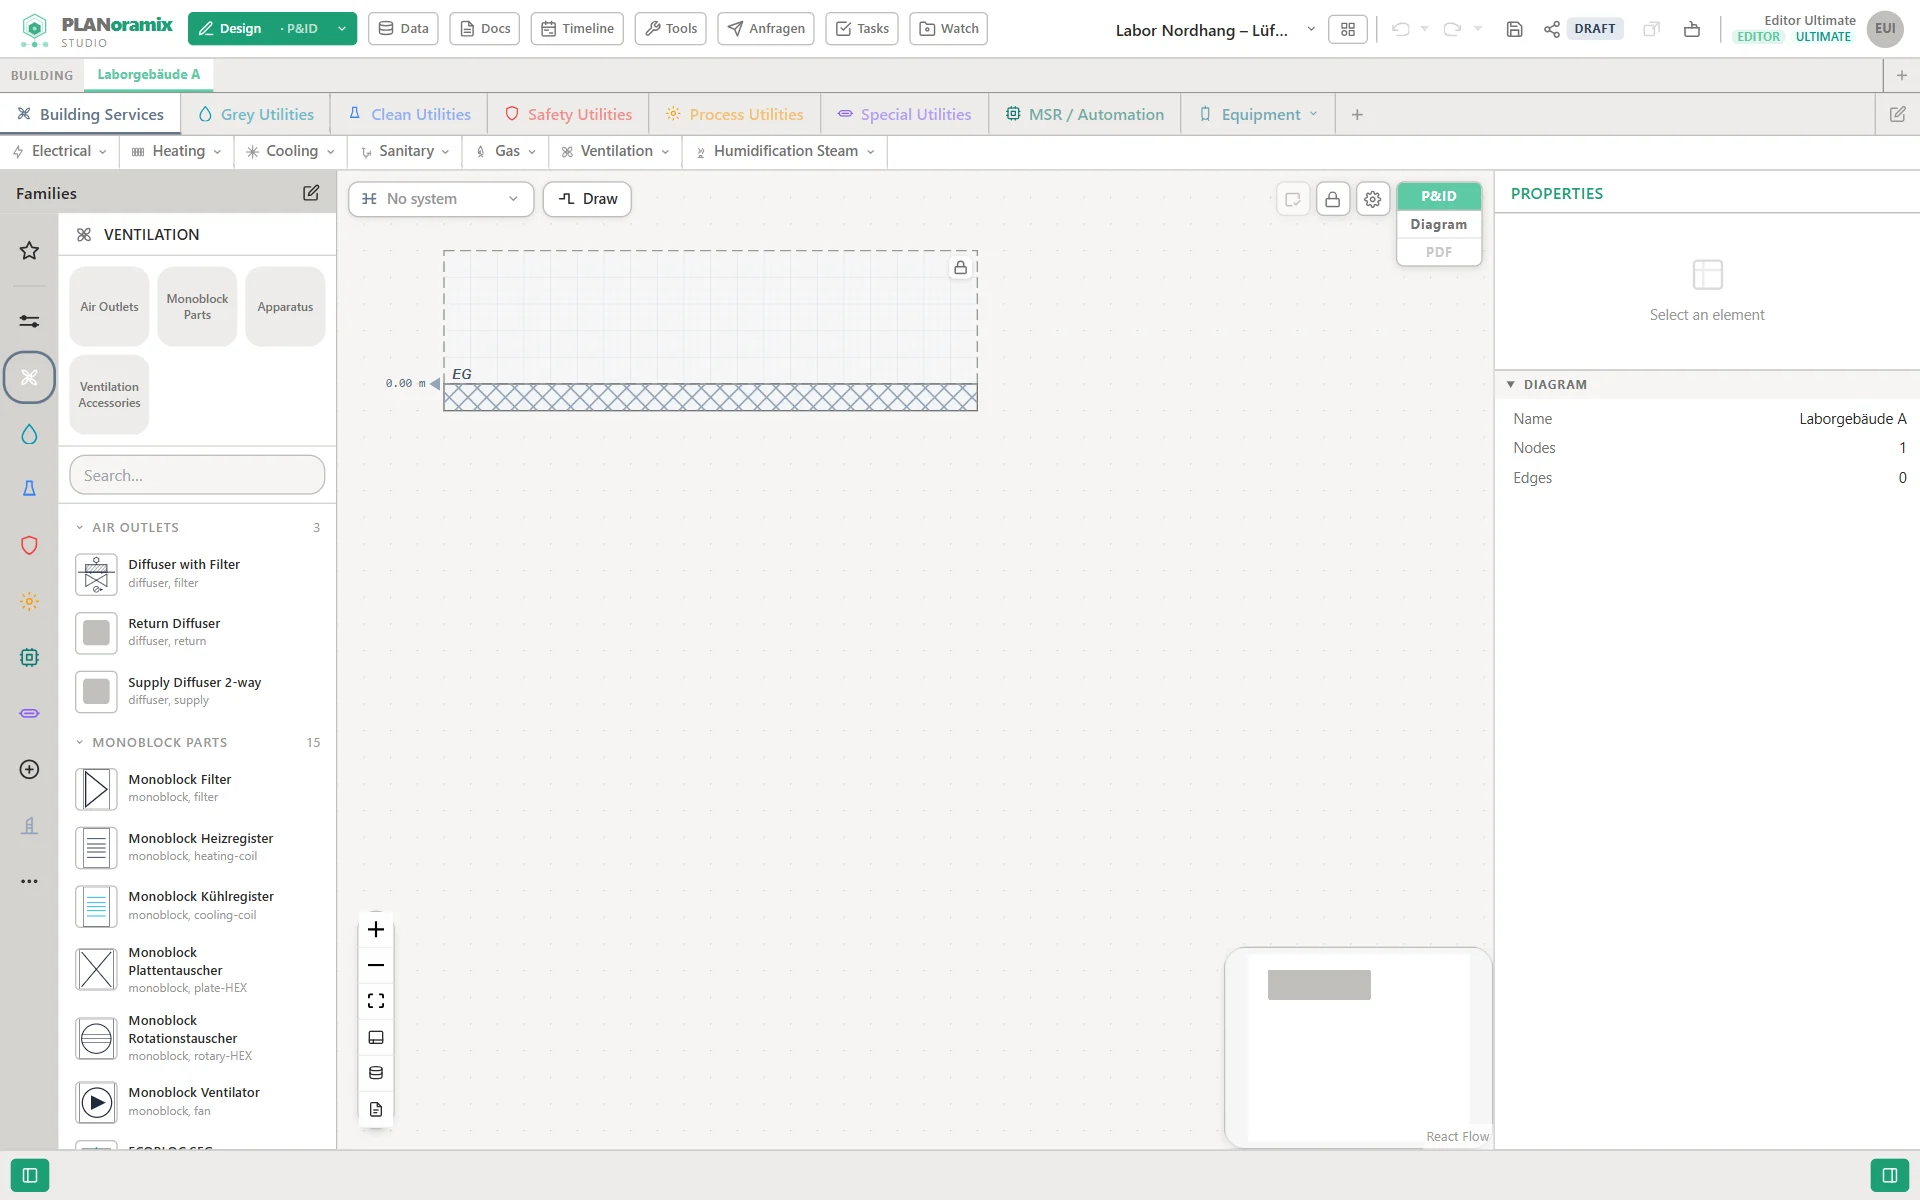 PLANoramix
STUDIO
Design · P&ID
Data
Docs
Timeline
Tools
Anfragen
Tasks
Watch
Labor Nordhang – Lüf...
DRAFT
Editor Ultimate
EDITOR ULTIMATE
EUI
BUILDING
Laborgebäude A
Building Services
Grey Utilities
Clean Utilities
Safety Utilities
Process Utilities
Special Utilities
MSR / Automation
Equipment
Electrical
Heating
Cooling
Sanitary
Gas
Ventilation
Humidification Steam
Families
VENTILATION
Air Outlets
Monoblock
Parts
Apparatus
Ventilation
Accessories
Search...
AIR OUTLETS 3
Diffuser with Filter
diffuser, filter
Return Diffuser
diffuser, return
Supply Diffuser 2-way
diffuser, supply
MONOBLOCK PARTS 15
Monoblock Filter
monoblock, filter
Monoblock Heizregister
monoblock, heating-coil
Monoblock Kühlregister
monoblock, cooling-coil
Monoblock
Plattentauscher
monoblock, plate-HEX
Monoblock
Rotationstauscher
monoblock, rotary-HEX
Monoblock Ventilator
monoblock, fan
No system
Draw
P&ID
Diagram
PDF
EG
0.00 m
React Flow
PROPERTIES
Select an element
DIAGRAM
Name Laborgebäude A
Nodes 1
Edges 0